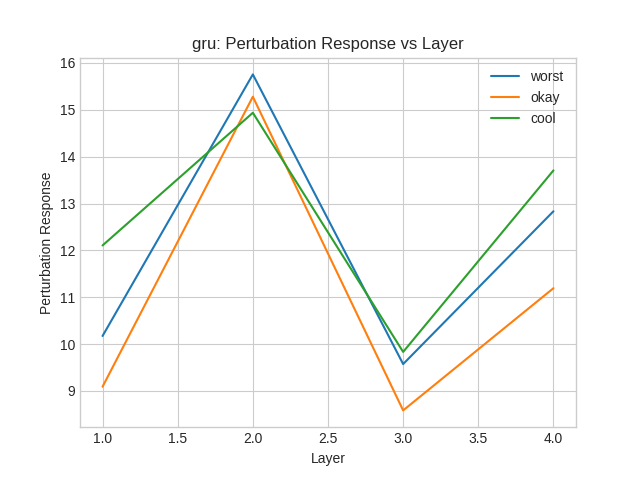 gru: Perturbation Response vs Layer
16
15
14
13
12
11
10
9
Perturbation Response
worst
okay
cool
1.0 1.5 2.0 2.5 3.0 3.5 4.0
Layer